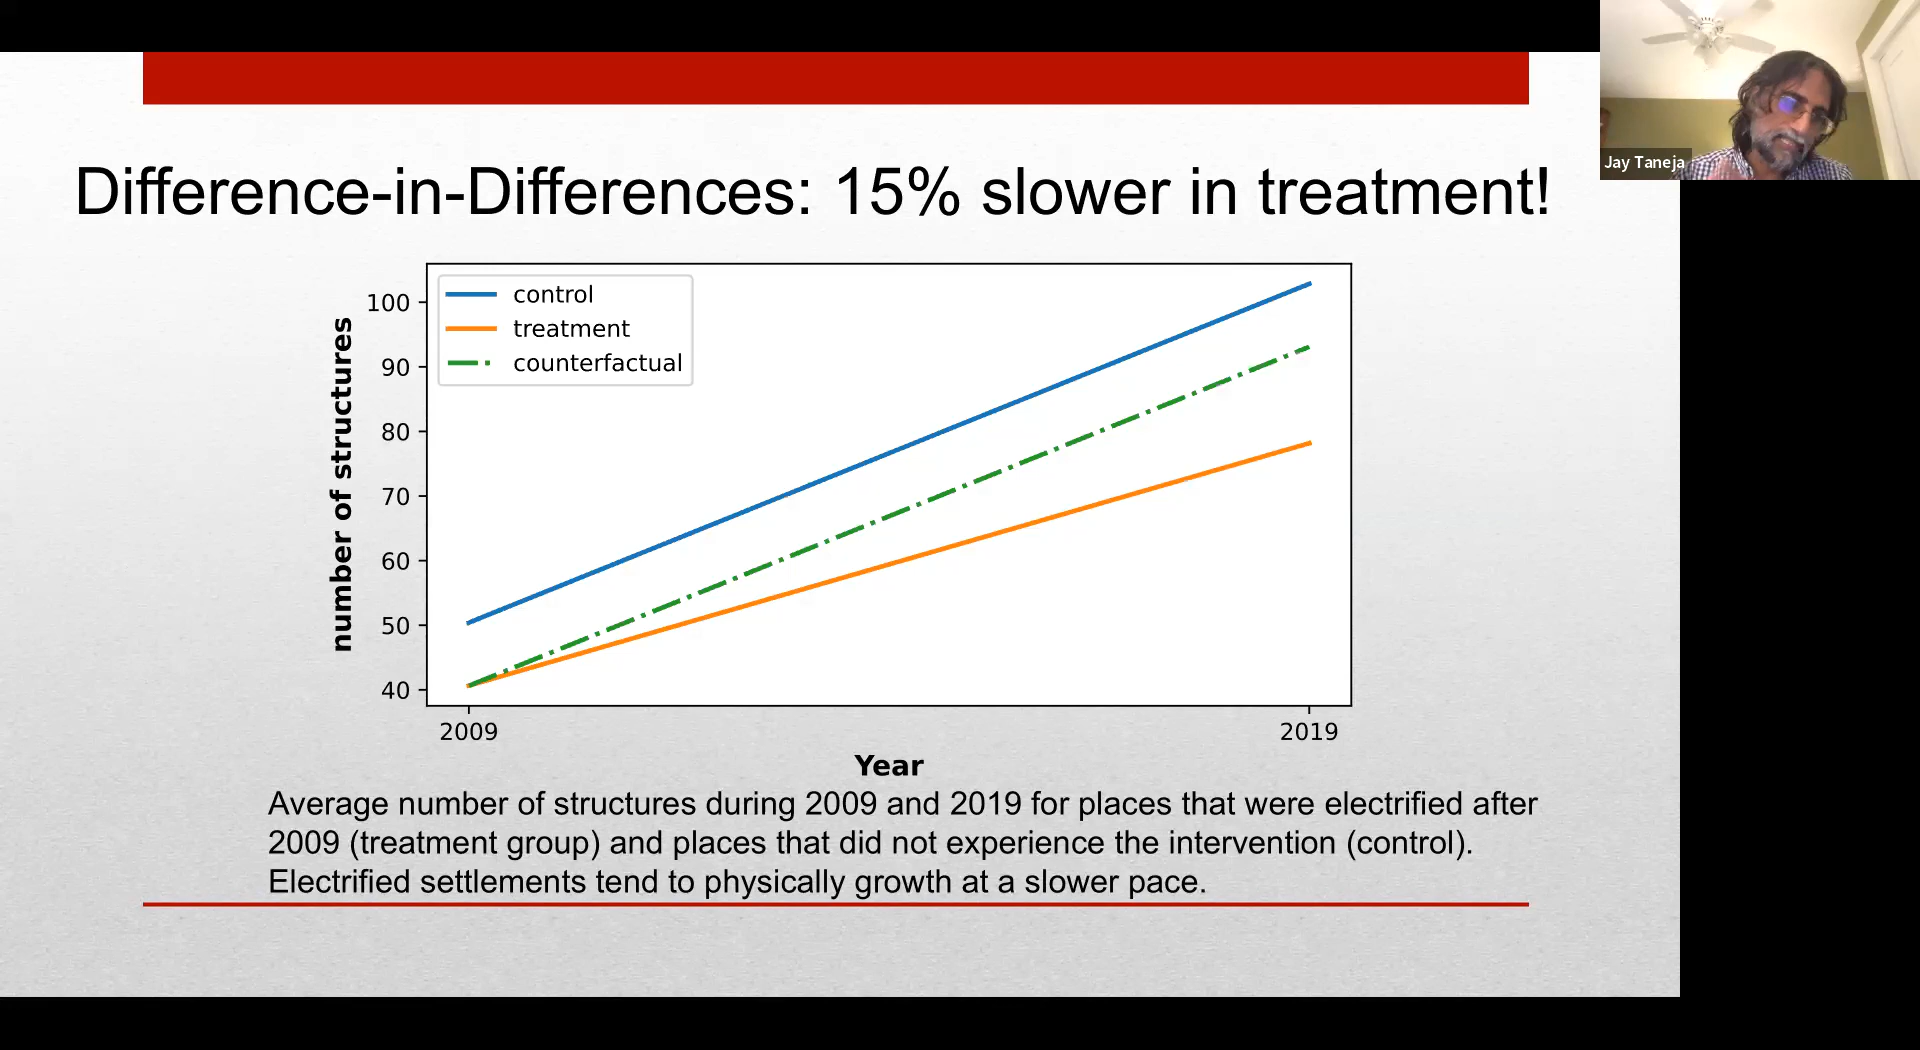 Jay Taneja
Difference-in-Differences: 15% slower in treatment!
control
treatment
counterfactual
100
90
80
70
60
50
40
number of structures
2009
2019
Year
Average number of structures during 2009 and 2019 for places that were electrified after
2009 (treatment group) and places that did not experience the intervention (control).
Electrified settlements tend to physically growth at a slower pace.